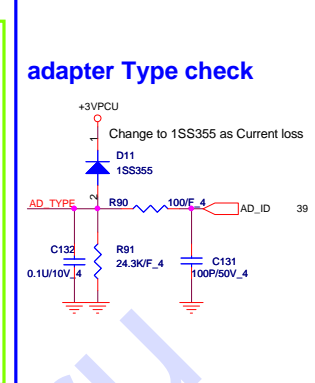 adapter Type check
+3VPCU
Change to 1SS355 as Current loss
1
D11
1SS355
2
AD_TYPE
R90
100/F_4
AD_ID
39
C132
0.1U/10V_4
R91
24.3K/F_4
C131
100P/50V_4